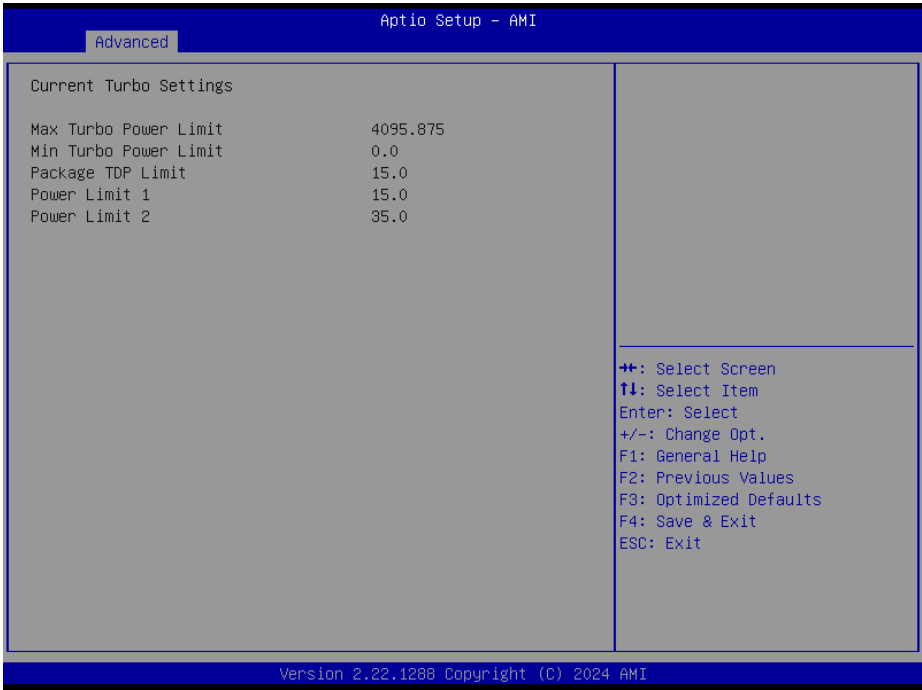 Aptio Setup – AMI
Advanced
Current Turbo Settings
Max Turbo Power Limit 4095.875
Min Turbo Power Limit 0.0
Package TDP Limit 15.0
Power Limit 1 15.0
Power Limit 2 35.0
→←: Select Screen
↑↓: Select Item
Enter: Select
+/-: Change Opt.
F1: General Help
F2: Previous Values
F3: Optimized Defaults
F4: Save & Exit
ESC: Exit
Version 2.22.1288 Copyright (C) 2024 AMI